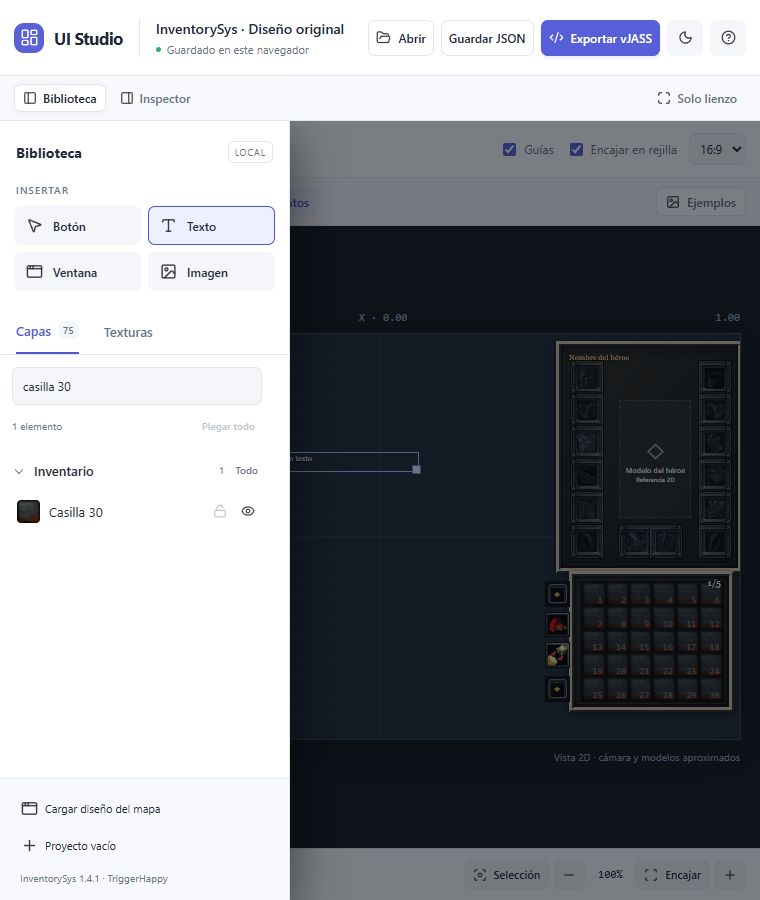 UI Studio
InventorySys · Diseño original
Guardado en este navegador
Abrir
Guardar JSON
Exportar vJASS
Biblioteca
Inspector
Solo lienzo
Biblioteca
LOCAL
INSERTAR
Botón
Texto
Ventana
Imagen
Capas 75
Texturas
casilla 30
1 elemento
Plegar todo
Inventario
1 Todo
Casilla 30
Cargar diseño del mapa
Proyecto vacío
InventorySys 1.4.1 · TriggerHappy
Guías
Encajar en rejilla
16:9
Ejemplos
X · 0.00
1.00
texto
Nombre del héroe
Modelo del héroe
Referencia 2D
1/5
1 2 3 4 5 6
7 8 9 10 11 12
13 14 15 16 17 18
19 20 21 22 23 24
25 26 27 28 29 30
Vista 2D · cámara y modelos aproximados
Selección
100%
Encajar